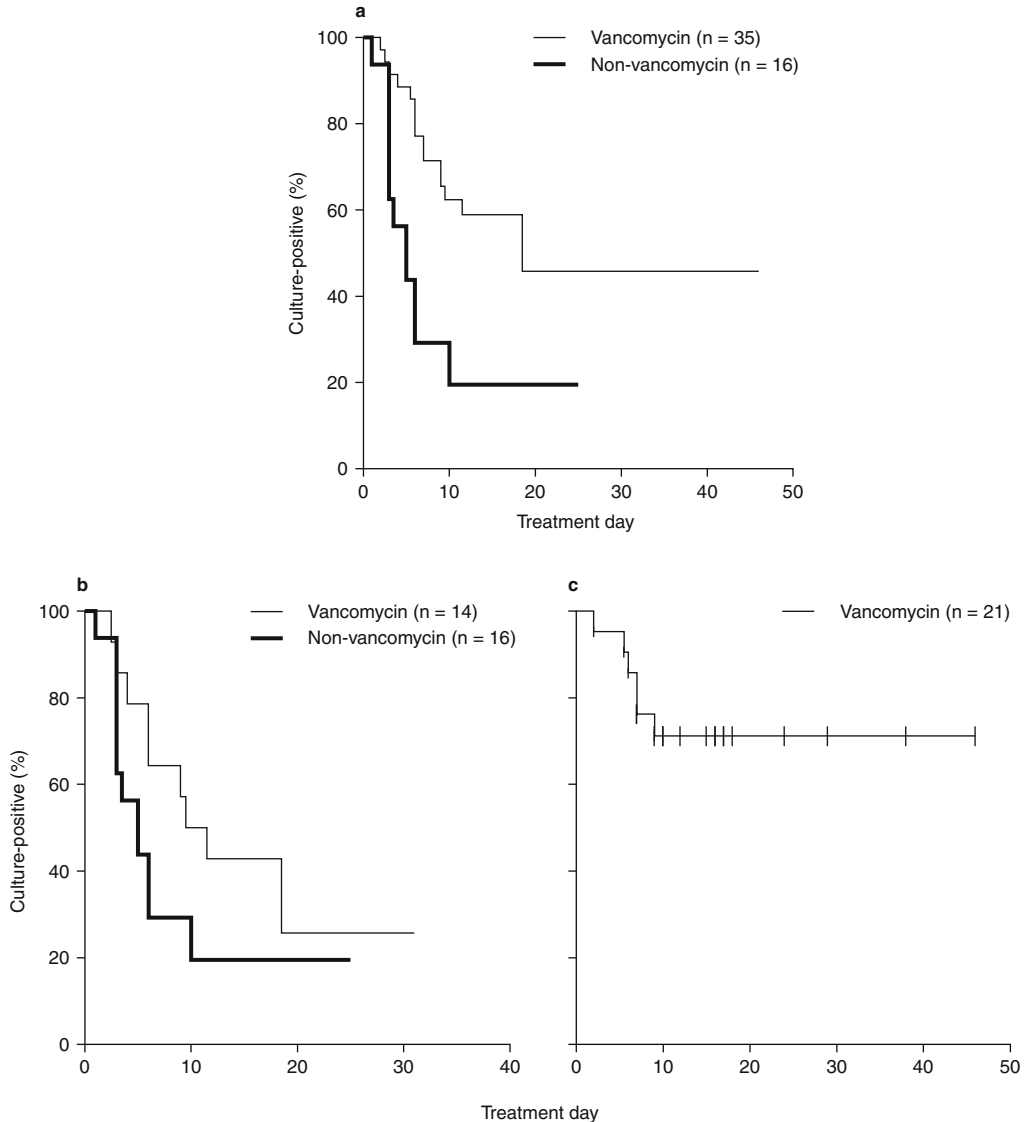 a
Vancomycin (n = 35)
Non-vancomycin (n = 16)
100
80
60
40
20
0
Culture-positive (%)
0 10 20 30 40 50
Treatment day
b
Vancomycin (n = 14)
Non-vancomycin (n = 16)
100
80
60
40
20
0
Culture-positive (%)
0 10 20 30 40
c
Vancomycin (n = 21)
0 10 20 30 40 50
Treatment day